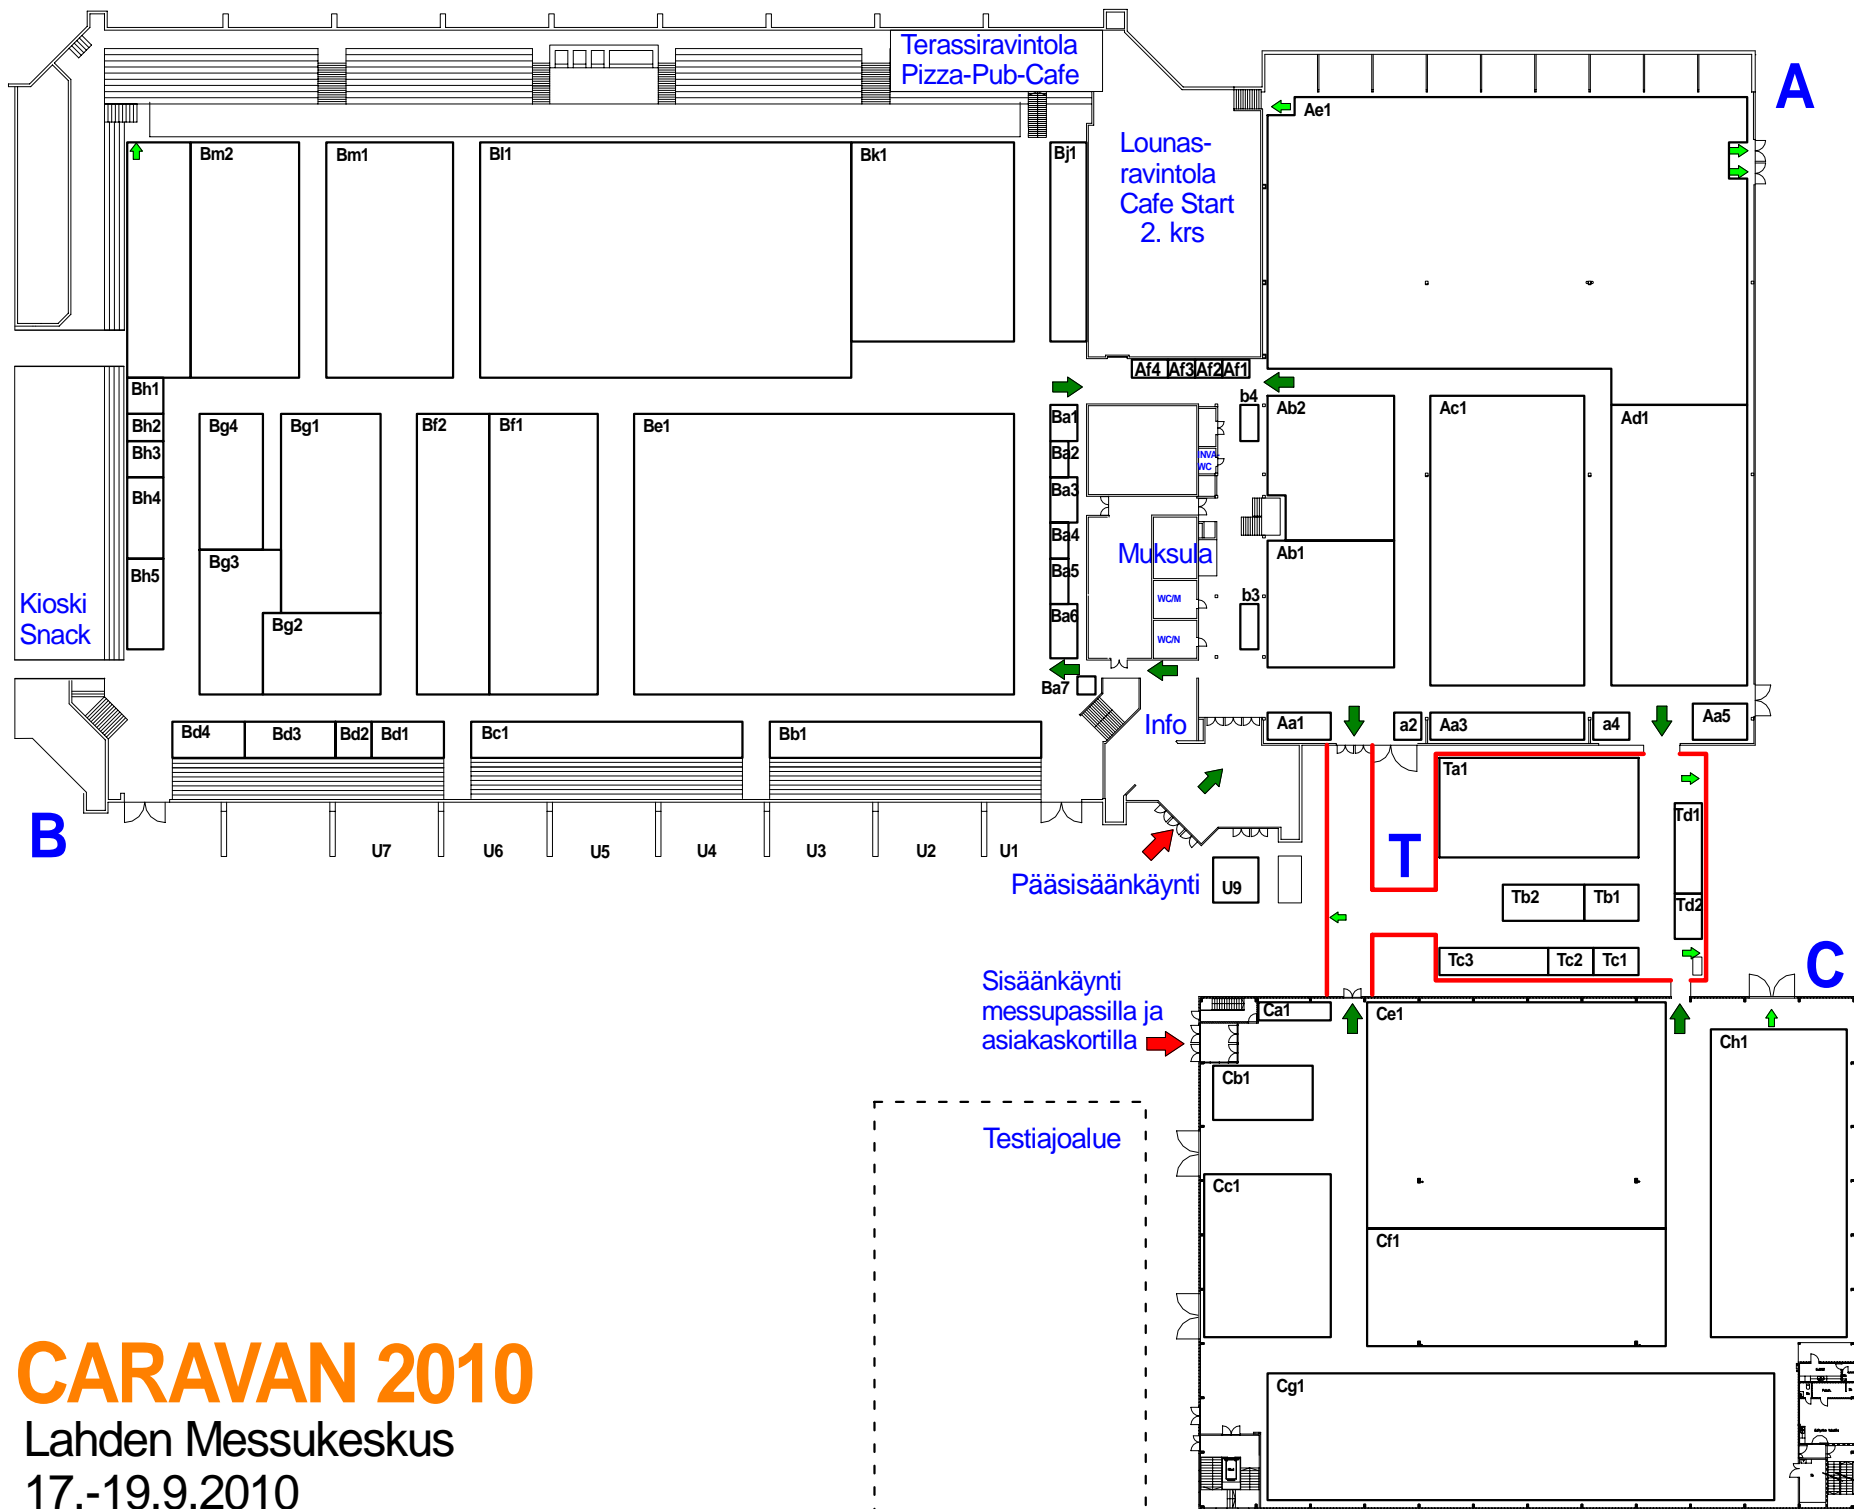 Terassiravintola
Pizza-Pub-Cafe
A
Ae1
Bm2
Bm1
Bl1
Bk1
Bj1
Lounas-
ravintola
Cafe Start
2. krs
Af4
Af3
Af2
Af1
Bh1
Bh2
Bh3
Bh4
Bh5
Bg4
Bg1
Bg3
Bg2
Bf2
Bf1
Be1
Ba1
Ba2
Ba3
Ba4
Ba5
Ba6
Ba7
b4
INVA-
WC
Muksula
b3
WC/M
WC/N
Ab2
Ab1
Ac1
Ad1
Kioski
Snack
Info
Bd4
Bd3
Bd2
Bd1
Bc1
Bb1
Aa1
a2
Aa3
a4
Aa5
B
U7
U6
U5
U4
U3
U2
U1
Pääsisäänkäynti
U9
T
Ta1
Td1
Tb2
Tb1
Td2
Tc3
Tc2
Tc1
C
Sisäänkäynti
messupassilla ja
asiakaskortilla
Ca1
Ce1
Ch1
Cb1
Testiajoalue
Cc1
Cf1
Cg1
CARAVAN 2010
Lahden Messukeskus
17.-19.9.2010